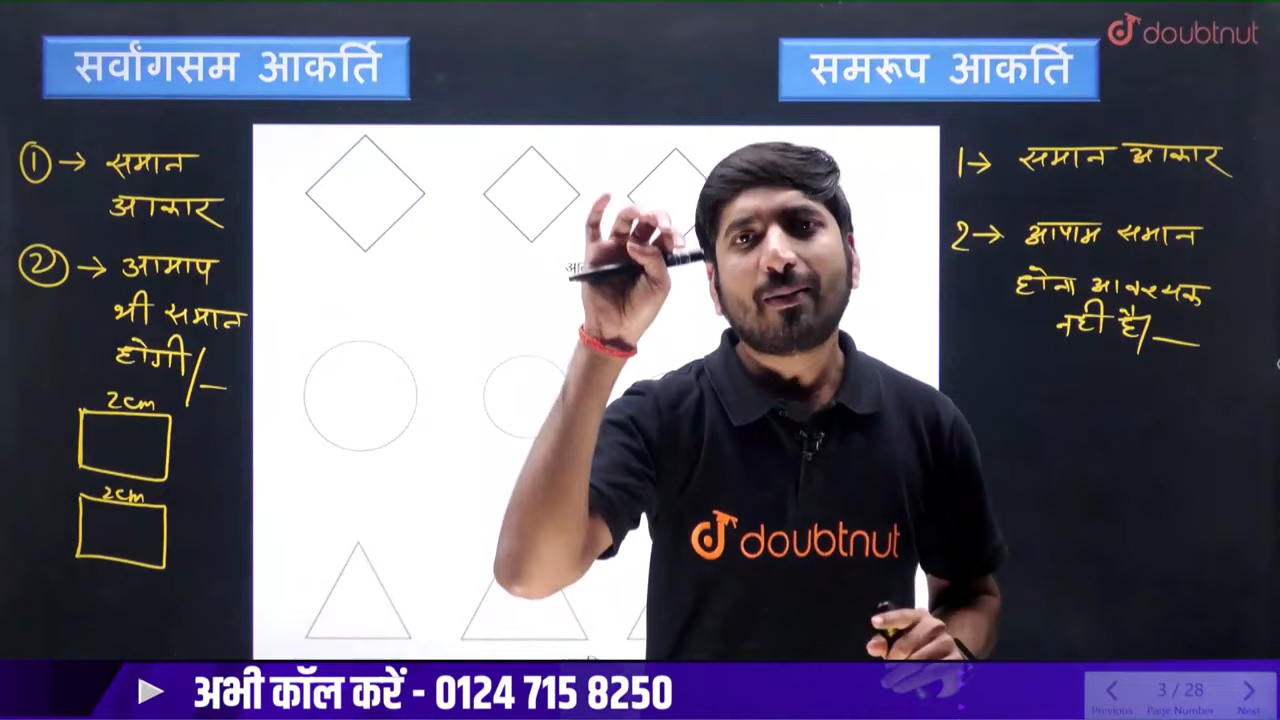 doubtnut
सर्वांगसम आकर्ति
समरूप आकर्ति
① → समान
आकार
② → आमाप
भी समान
होगी/—
2cm
2cm
1→ समान आकार
2→ आपाम समान
होना आवश्यक
नहीं है/—
आ
doubtnut
अभी कॉल करें - 0124 715 8250
3 / 28
Previous Page Number Next